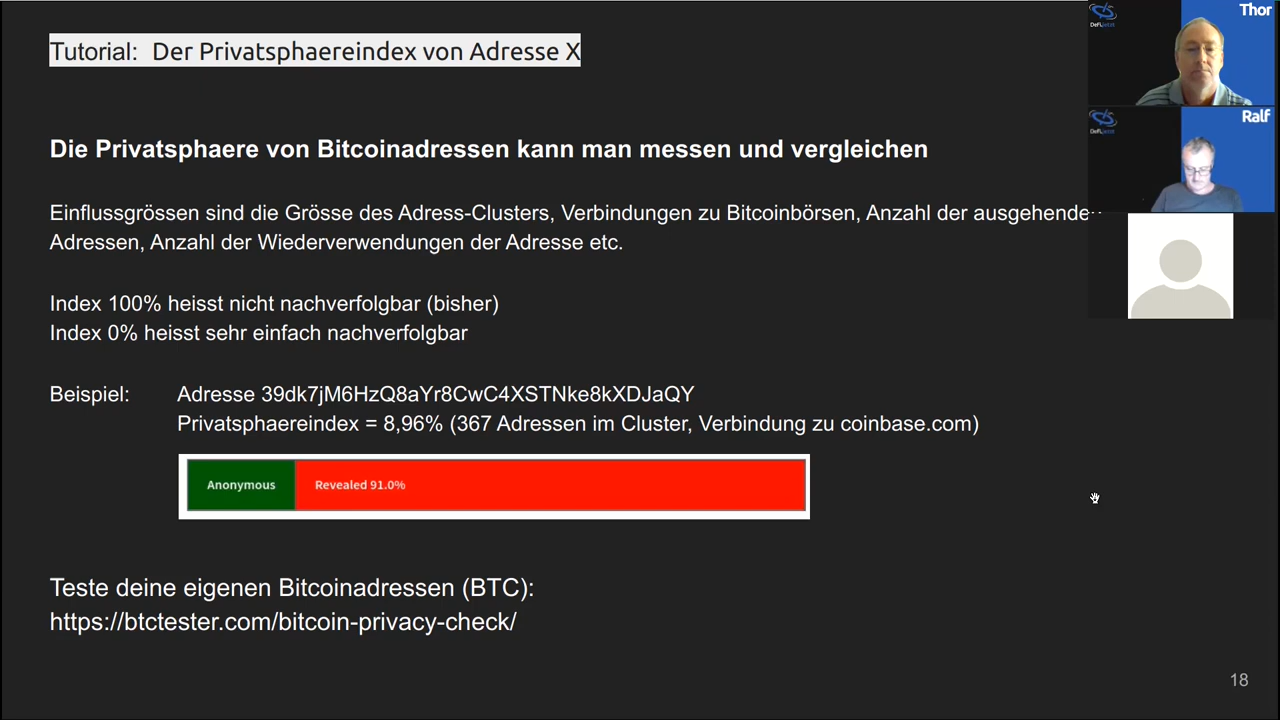 Tutorial: Der Privatsphaereindex von Adresse X
Die Privatsphaere von Bitcoinadressen kann man messen und vergleichen
Einflussgrössen sind die Grösse des Adress-Clusters, Verbindungen zu Bitcoinbörsen, Anzahl der ausgehenden
Adressen, Anzahl der Wiederverwendungen der Adresse etc.
Index 100% heisst nicht nachverfolgbar (bisher)
Index 0% heisst sehr einfach nachverfolgbar
Beispiel: Adresse 39dk7jM6HzQ8aYr8CwC4XSTNke8kXDJaQY
Privatsphaereindex = 8,96% (367 Adressen im Cluster, Verbindung zu coinbase.com)
Anonymous Revealed 91.0%
Teste deine eigenen Bitcoinadressen (BTC):
https://btctester.com/bitcoin-privacy-check/
18
Thor
Ralf